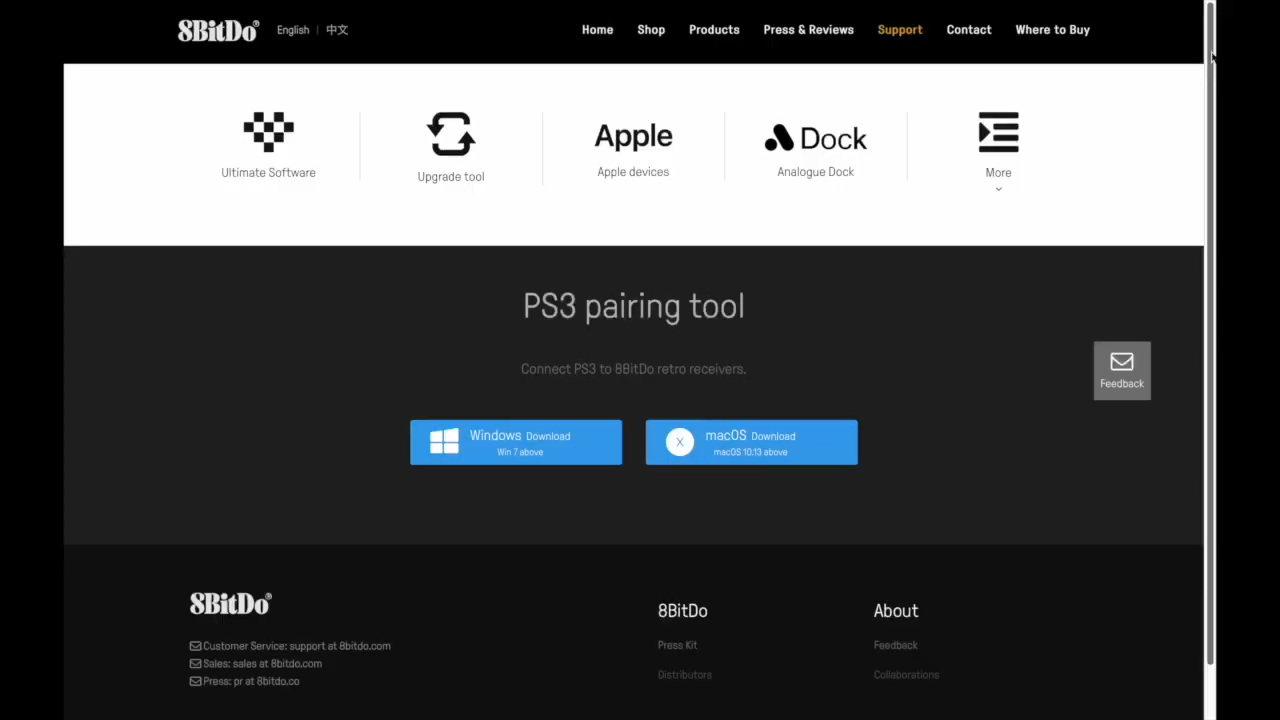 8BitDo® English | 中文 Home Shop Products Press & Reviews Support Contact Where to Buy
Apple Dock
Ultimate Software Upgrade tool Apple devices Analogue Dock More
PS3 pairing tool
Connect PS3 to 8BitDo retro receivers.
Feedback
Windows Download
Win 7 above
X macOS Download
macOS 10.13 above
8BitDo®
Customer Service: support at 8bitdo.com
Sales: sales at 8bitdo.com
Press: pr at 8bitdo.co
8BitDo
Press Kit
Distributors
About
Feedback
Collaborations